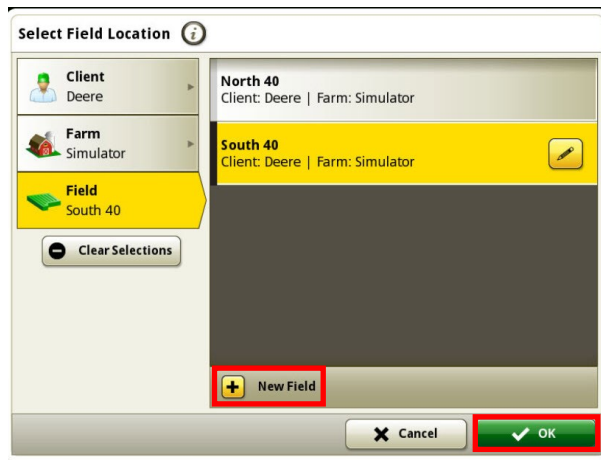 Select Field Location i
Client
Deere
Farm
Simulator
Field
South 40
Clear Selections
North 40
Client: Deere | Farm: Simulator
South 40
Client: Deere | Farm: Simulator
New Field
Cancel
OK